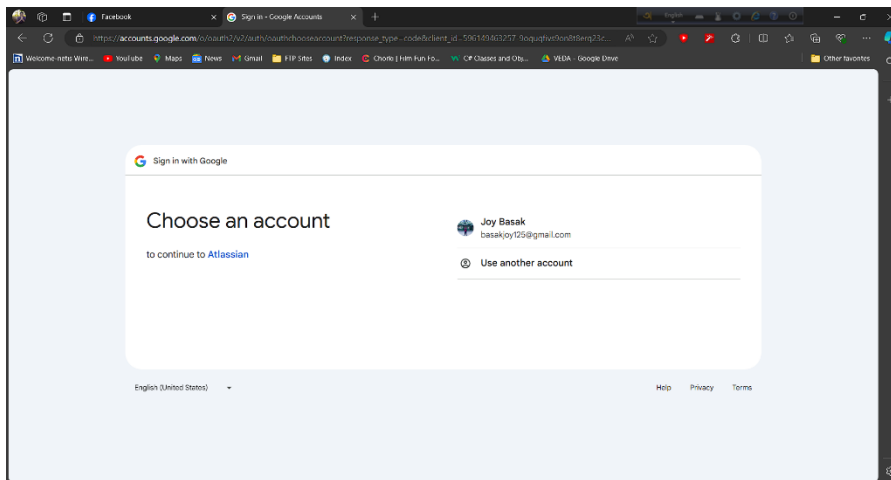 Facebook
Sign in - Google Accounts
https://accounts.google.com/o/oauth2/v2/auth/oauthchooseaccount?response_type=code&client_id=
Welcome-netis Wire...
YouTube
Maps
News
Gmail
FTP Sites
Index
C# Classes and Obj...
VEDA - Google Drive
Other favorites
Sign in with Google
Choose an account
to continue to Atlassian
Joy Basak
basakjoy125@gmail.com
Use another account
English (United States)
Help
Privacy
Terms